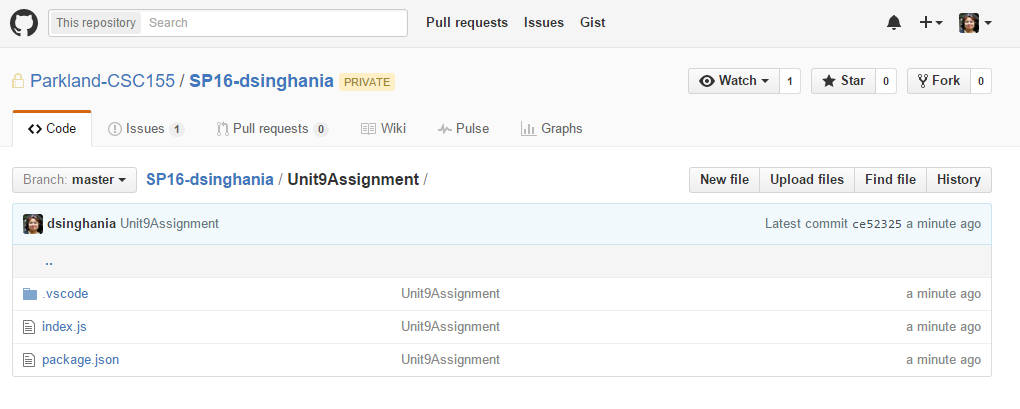 This repository Search Pull requests Issues Gist
Parkland-CSC155 / SP16-dsinghania PRIVATE Watch 1 Star 0 Fork 0
Code Issues 1 Pull requests 0 Wiki Pulse Graphs
Branch: master SP16-dsinghania / Unit9Assignment / New file Upload files Find file History
dsinghania Unit9Assignment Latest commit ce52325 a minute ago
..
.vscode Unit9Assignment a minute ago
index.js Unit9Assignment a minute ago
package.json Unit9Assignment a minute ago